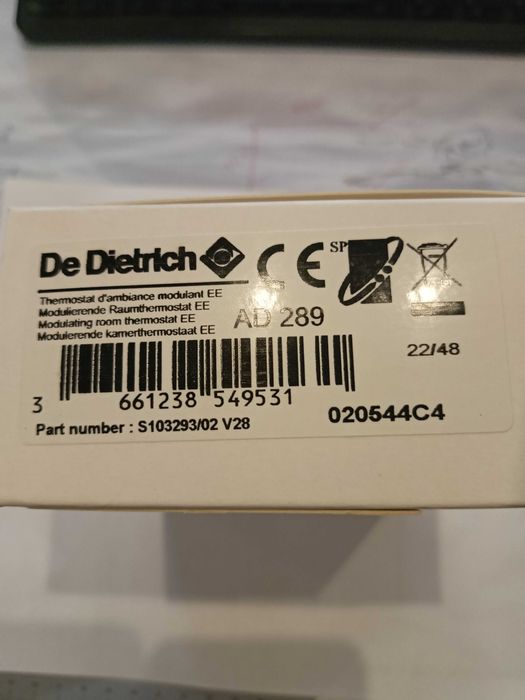 De Dietrich
CE
SP
Thermostat d'ambiance modulant EE
Modulierende Raumthermostat EE
Modulating room thermostat EE
Modulerende kamerthermostaat EE
AD 289
22/48
3 661238 549531
020544C4
Part number : S103293/02 V28